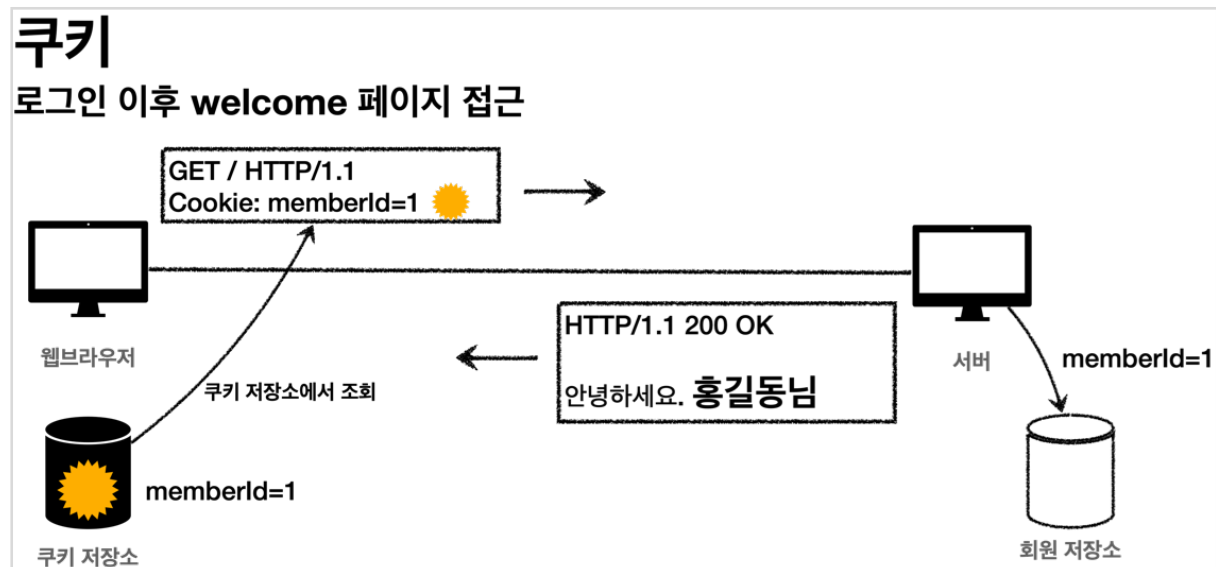 쿠키
로그인 이후 welcome 페이지 접근
GET / HTTP/1.1
Cookie: memberId=1
웹브라우저
쿠키 저장소에서 조회
HTTP/1.1 200 OK
안녕하세요. 홍길동님
서버
memberId=1
memberId=1
쿠키 저장소
회원 저장소